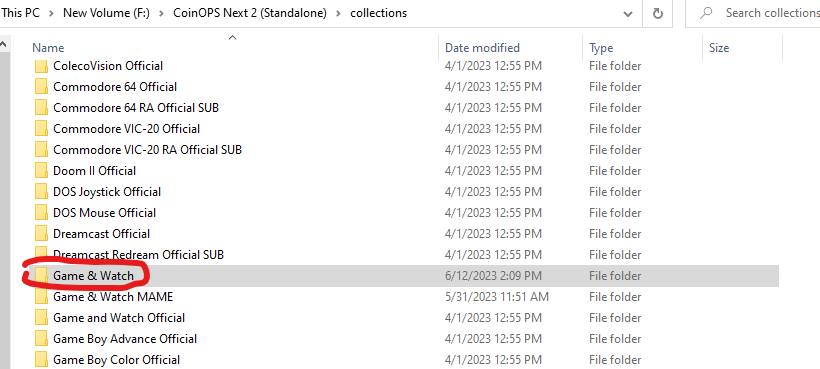 This PC > New Volume (F:) > CoinOPS Next 2 (Standalone) > collections Search collections
Name Date modified Type Size
ColecoVision Official 4/1/2023 12:55 PM File folder
Commodore 64 Official 4/1/2023 12:55 PM File folder
Commodore 64 RA Official SUB 4/1/2023 12:55 PM File folder
Commodore VIC-20 Official 4/1/2023 12:55 PM File folder
Commodore VIC-20 RA Official SUB 4/1/2023 12:55 PM File folder
Doom II Official 4/1/2023 12:55 PM File folder
DOS Joystick Official 4/1/2023 12:55 PM File folder
DOS Mouse Official 4/1/2023 12:55 PM File folder
Dreamcast Official 4/1/2023 12:55 PM File folder
Dreamcast Redream Official SUB 4/1/2023 12:55 PM File folder
Game & Watch 6/12/2023 2:09 PM File folder
Game & Watch MAME 5/31/2023 11:51 AM File folder
Game and Watch Official 4/1/2023 12:55 PM File folder
Game Boy Advance Official 4/1/2023 12:55 PM File folder
Game Boy Color Official 4/1/2023 12:55 PM File folder